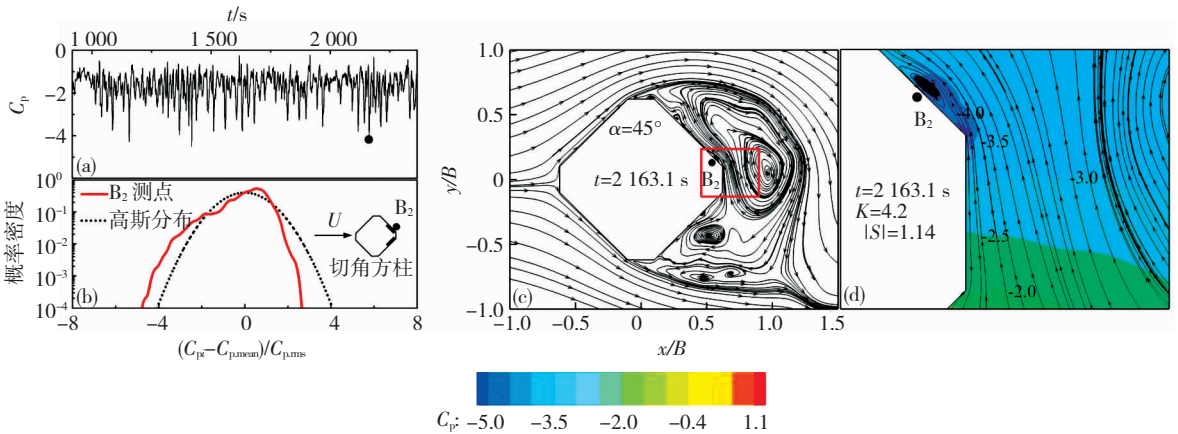 t/s
1 000 1 500 2 000
0
-2
-4
C_p
(a)
10^0
10^-1
10^-2
10^-3
10^-4
概率密度
B_2 测点
高斯分布
U
B_2
切角方柱
(b)
-8 -4 0 4 8
(C_pi-C_p.mean)/C_p.rms
1.0
0.5
0
-0.5
-1.0
y/B
α=45°
t=2 163.1 s
B_2
(c)
-1.0 -0.5 0 0.5 1.0 1.5
x/B
B_2
-4.0
-3.5
-3.0
t=2 163.1 s
K=4.2
|S|=1.14
-2.5
-2.0
(d)
C_p: -5.0 -3.5 -2.0 -0.4 1.1